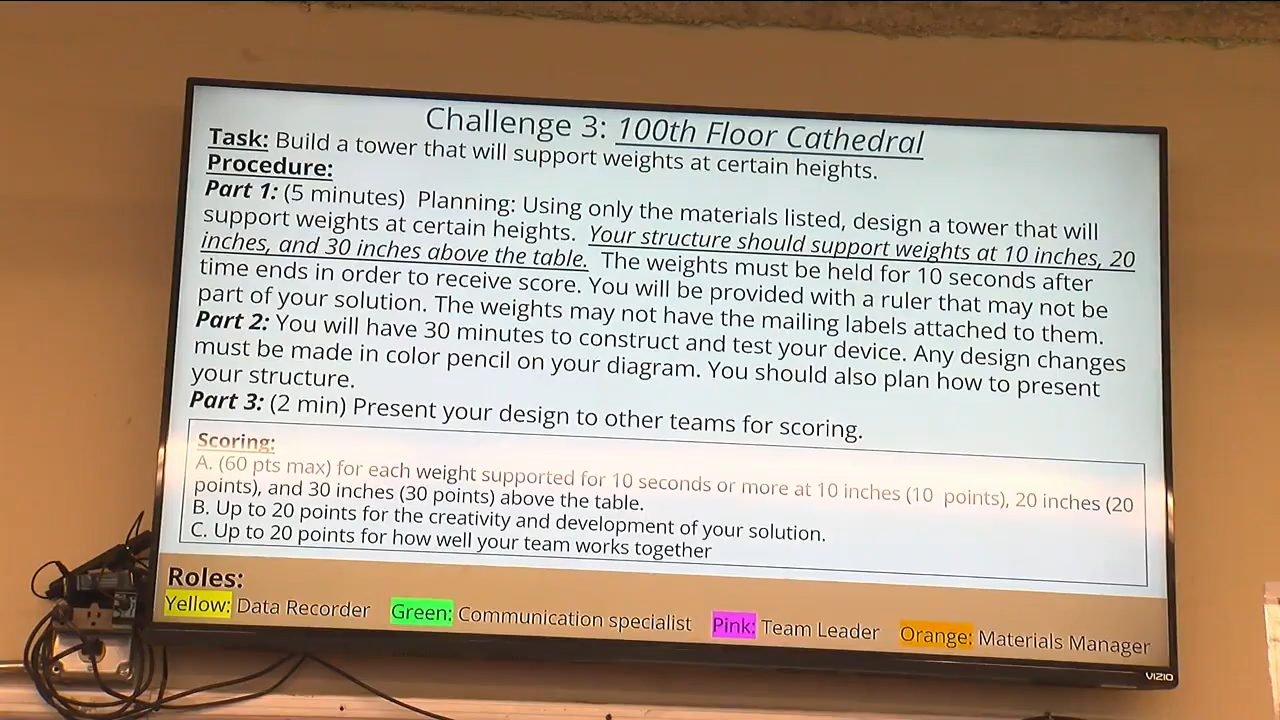 Challenge 3: 100th Floor Cathedral
Task: Build a tower that will support weights at certain heights.
Procedure:
Part 1: (5 minutes)  Planning: Using only the materials listed, design a tower that will
support weights at certain heights.  Your structure should support weights at 10 inches, 20
inches, and 30 inches above the table.  The weights must be held for 10 seconds after
time ends in order to receive score. You will be provided with a ruler that may not be
part of your solution. The weights may not have the mailing labels attached to them.
Part 2: You will have 30 minutes to construct and test your device. Any design changes
must be made in color pencil on your diagram. You should also plan how to present
your structure.
Part 3: (2 min) Present your design to other teams for scoring.
Scoring:
A. (60 pts max) for each weight supported for 10 seconds or more at 10 inches (10  points), 20 inches (20
points), and 30 inches (30 points) above the table.
B. Up to 20 points for the creativity and development of your solution.
C. Up to 20 points for how well your team works together
Roles:
Yellow: Data Recorder  Green: Communication specialist  Pink: Team Leader  Orange: Materials Manager
VIZIO